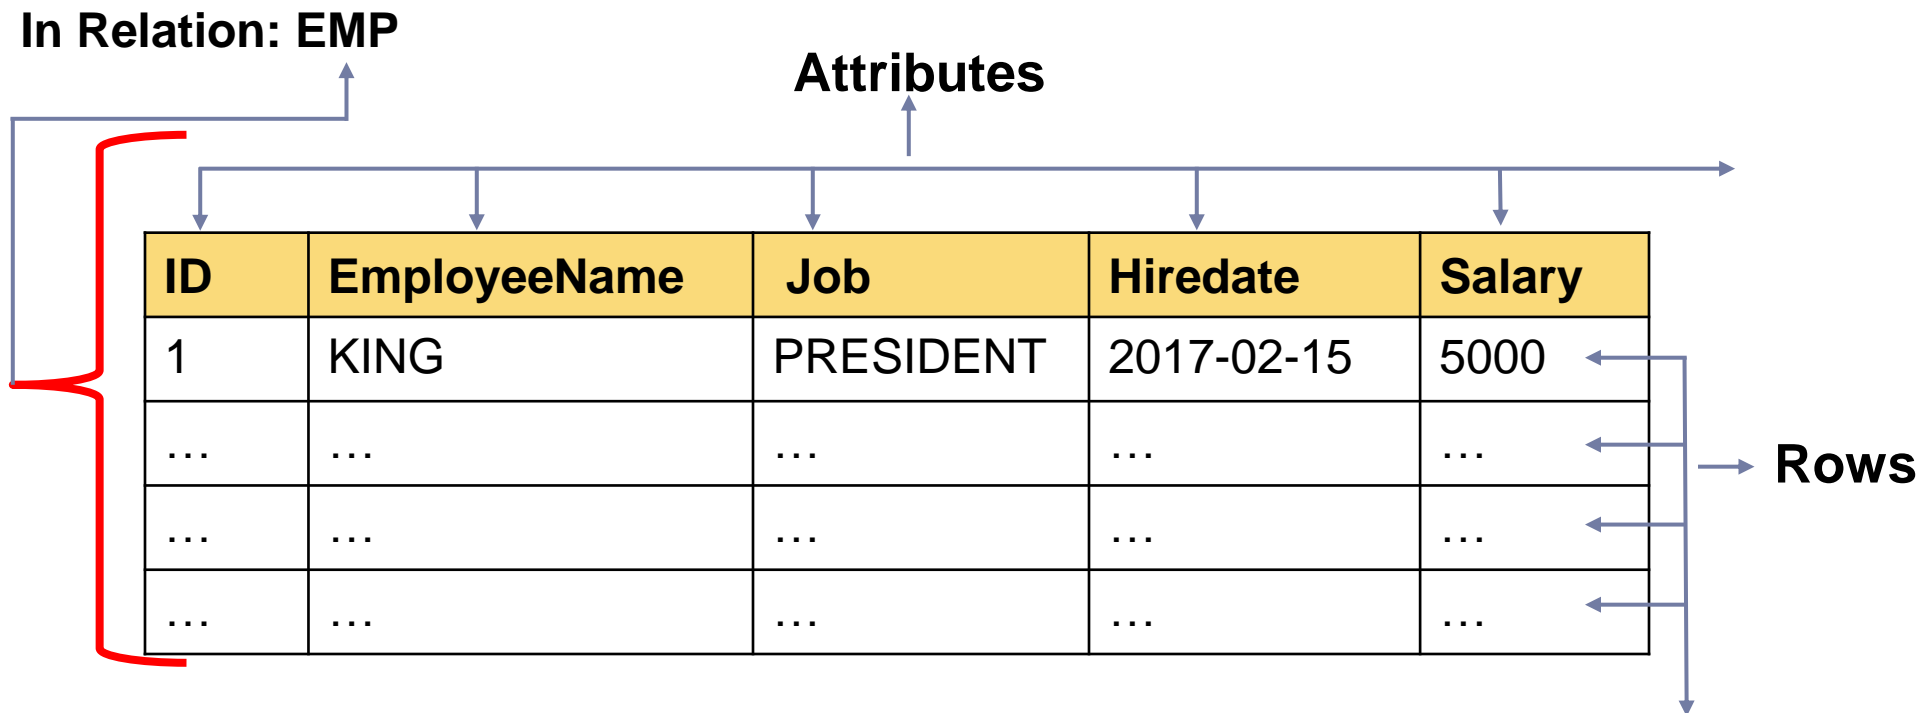 In Relation: EMP
Attributes
ID EmployeeName Job Hiredate Salary
1 KING PRESIDENT 2017-02-15 5000
… … … … …
… … … … …
… … … … …
Rows